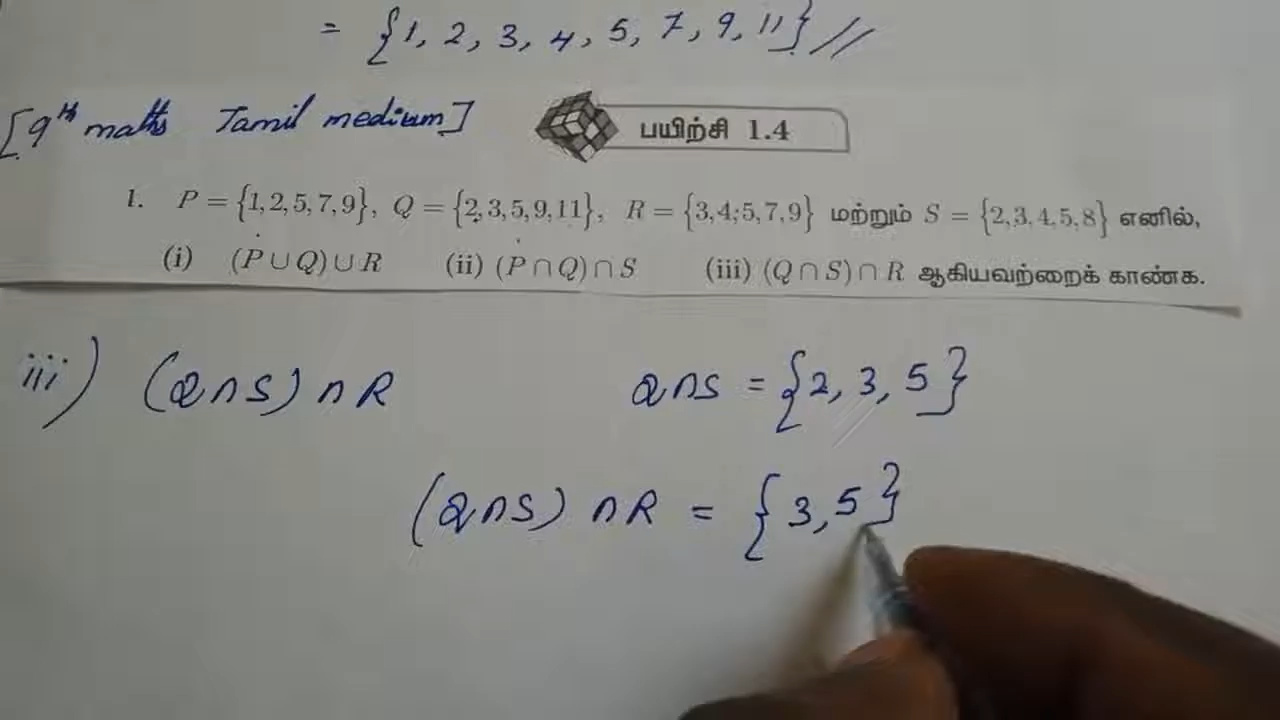 = {1, 2, 3, 4, 5, 7, 9, 11} //
[9th maths Tamil medium]
பயிற்சி 1.4
1. P = {1,2,5,7,9}, Q = {2,3,5,9,11}, R = {3,4,5,7,9} மற்றும் S = {2,3,4,5,8} எனில்,
(i) (P ∪ Q) ∪ R (ii) (P ∩ Q) ∩ S (iii) (Q ∩ S) ∩ R ஆகியவற்றைக் காண்க.
iii) (Q ∩ S) ∩ R Q ∩ S = {2, 3, 5}
(Q ∩ S) ∩ R = {3, 5}